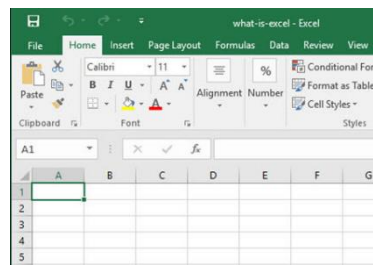 what-is-excel - Excel
File Home Insert Page Layout Formulas Data Review View
Calibri 11 A A % Conditional For
B I U A Format as Table
Paste Alignment Number Cell Styles
Clipboard Font Styles
A1 fx
A B C D E F G
1
2
3
4
5